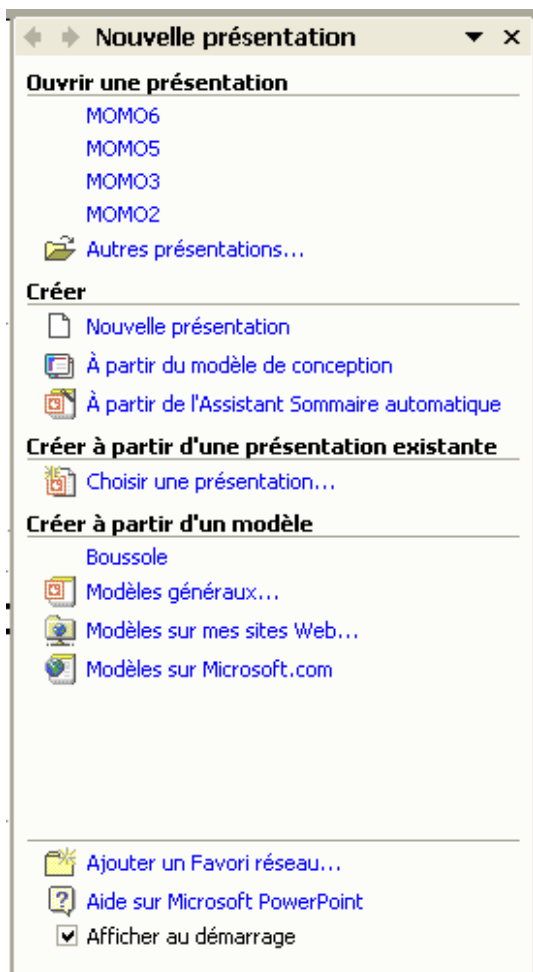 Nouvelle présentation
Ouvrir une présentation
MOMO6
MOMO5
MOMO3
MOMO2
Autres présentations...
Créer
Nouvelle présentation
À partir du modèle de conception
À partir de l'Assistant Sommaire automatique
Créer à partir d'une présentation existante
Choisir une présentation...
Créer à partir d'un modèle
Boussole
Modèles généraux...
Modèles sur mes sites Web...
Modèles sur Microsoft.com
Ajouter un Favori réseau...
Aide sur Microsoft PowerPoint
Afficher au démarrage